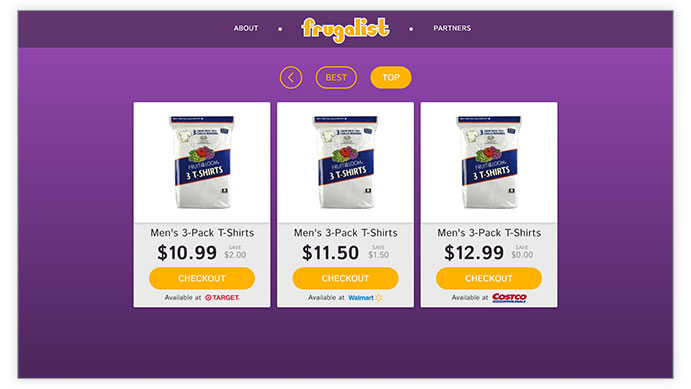 ABOUT • frugalist • PARTNERS
BEST TOP
FRUIT OF THE LOOM
3 T-SHIRTS
FRUIT OF THE LOOM
3 T-SHIRTS
FRUIT OF THE LOOM
3 T-SHIRTS
Men's 3-Pack T-Shirts
$10.99 SAVE $2.00
CHECKOUT
Available at TARGET.
Men's 3-Pack T-Shirts
$11.50 SAVE $1.50
CHECKOUT
Available at Walmart
Men's 3-Pack T-Shirts
$12.99 SAVE $0.00
CHECKOUT
Available at COSTCO WHOLESALE